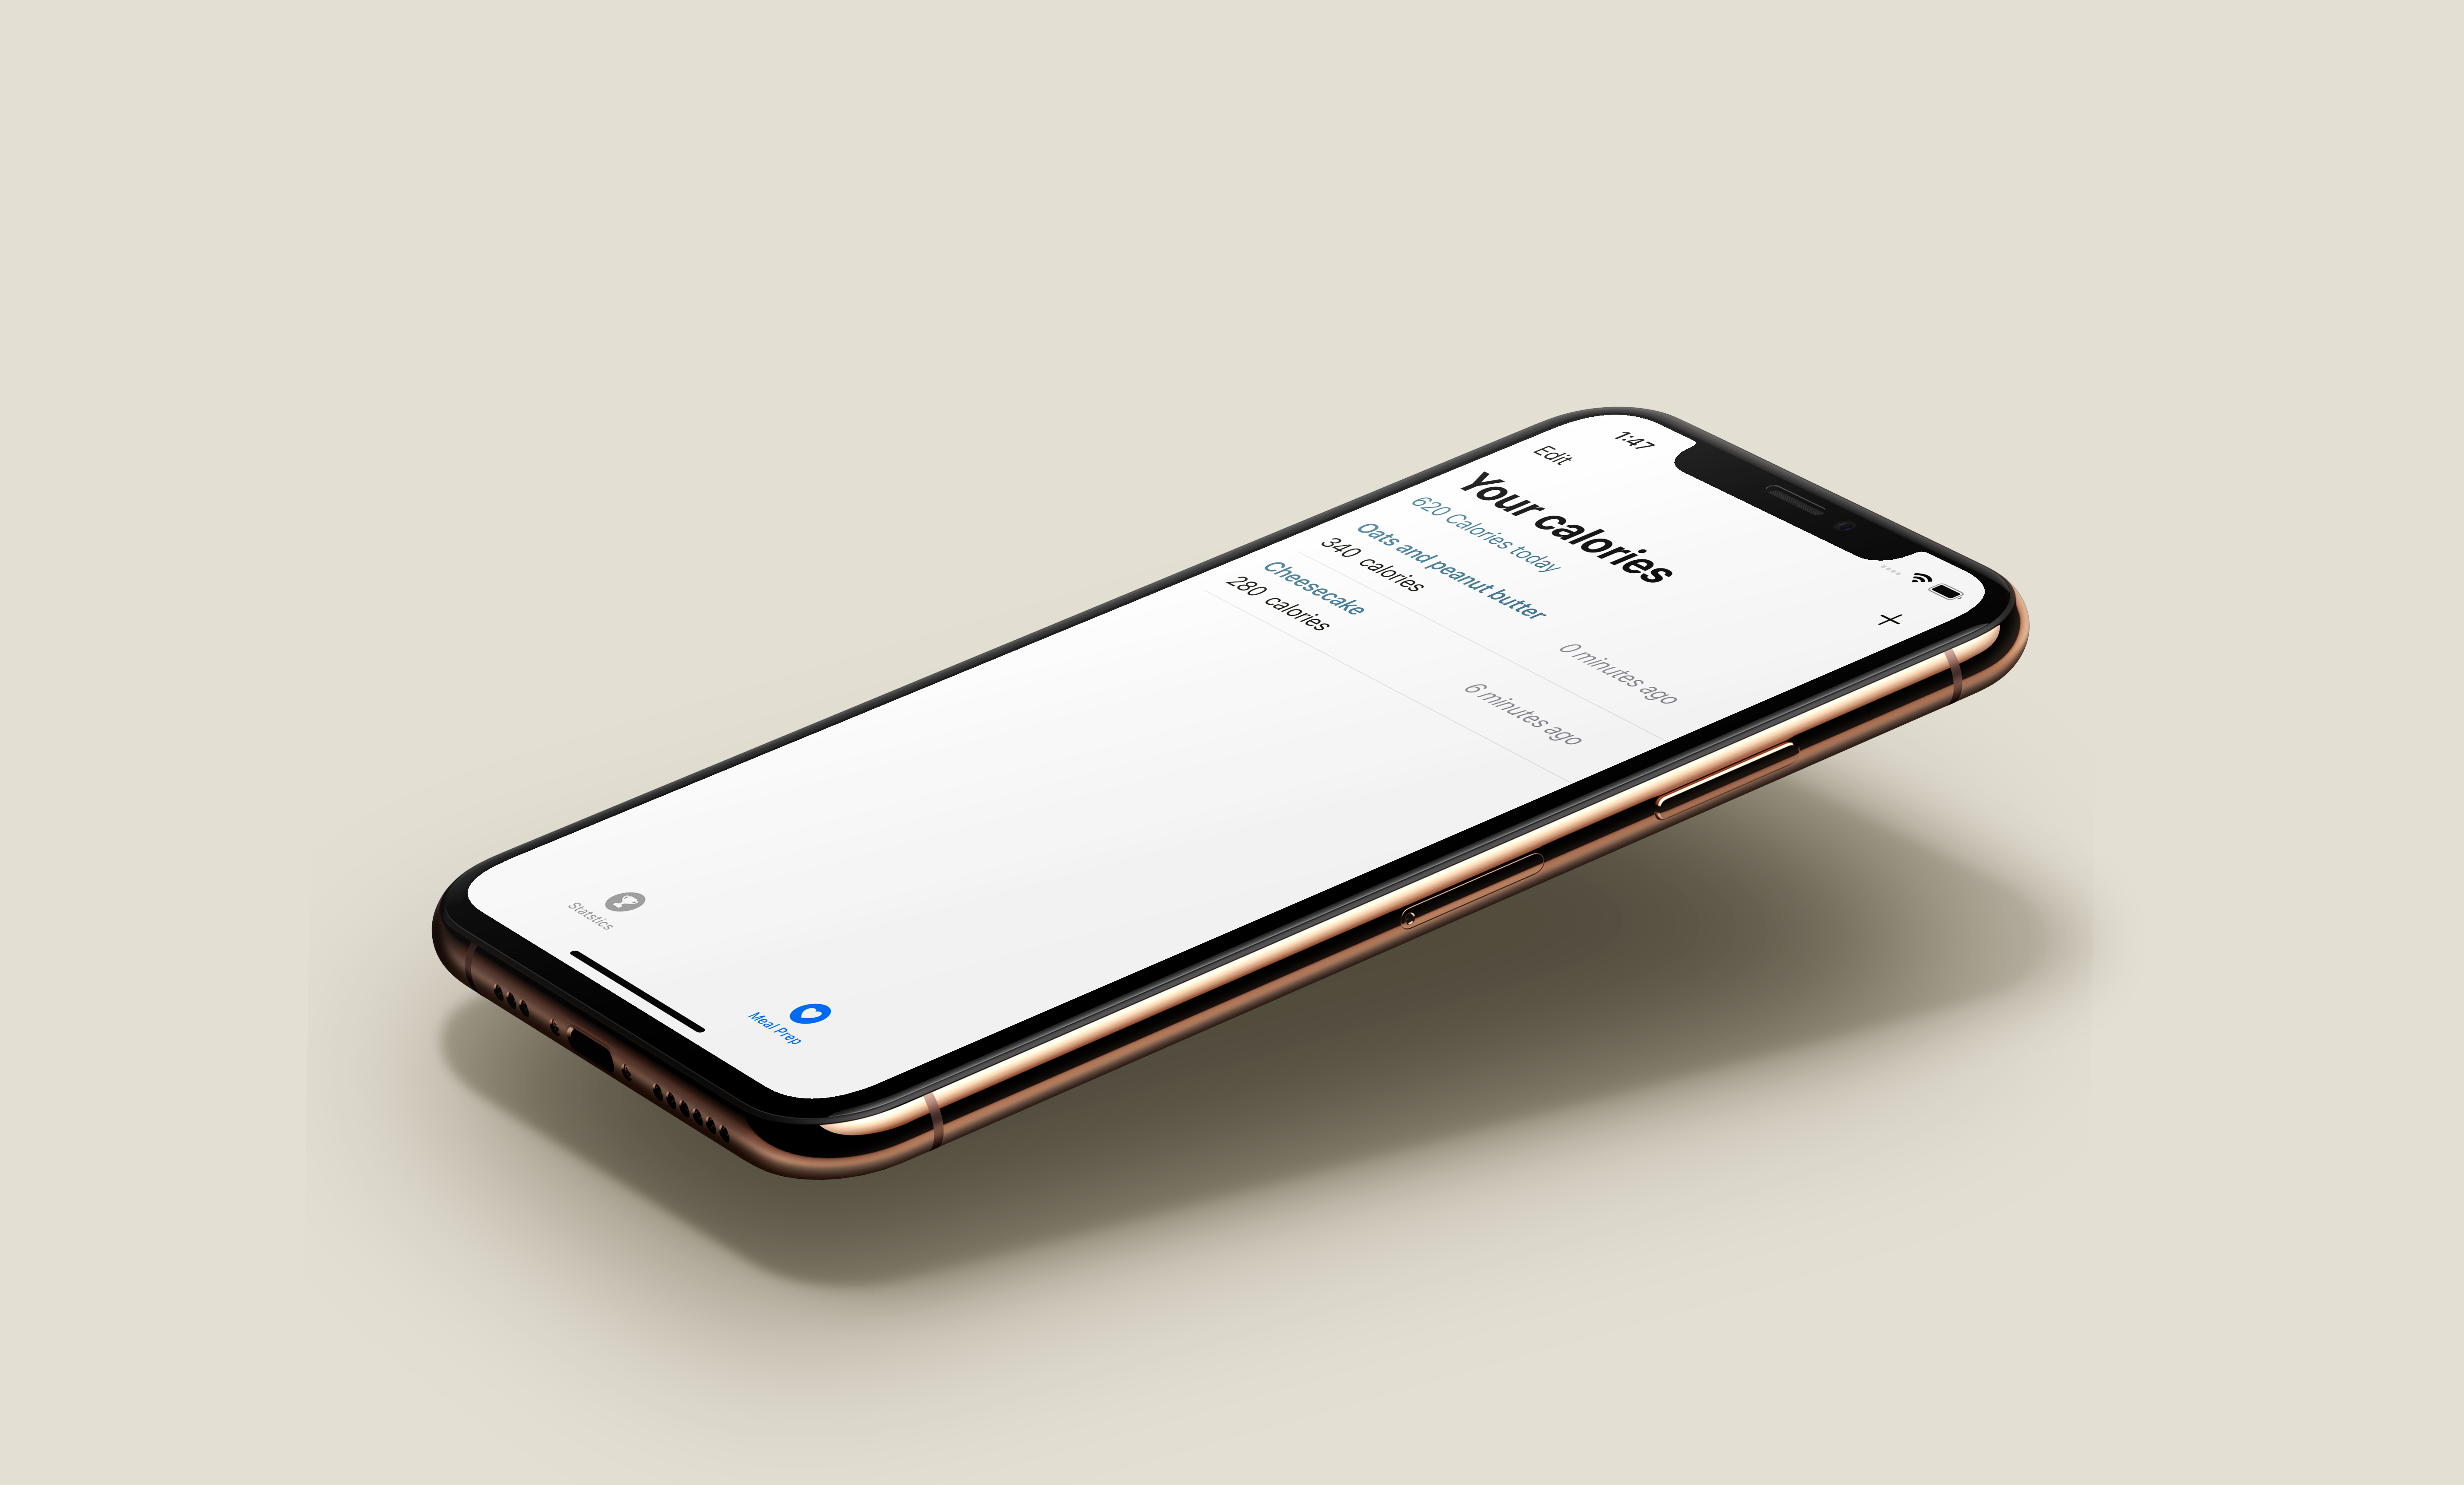 1:47
Edit
Your calories
620 Calories today
Oats and peanut butter
340 calories
0 minutes ago
Cheesecake
280 calories
6 minutes ago
Statstics
Meal Prep